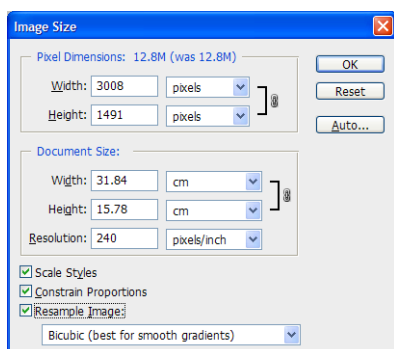 Image Size
Pixel Dimensions: 12.8M (was 12.8M)
OK
Width: 3008 pixels
Reset
Height: 1491 pixels
Auto...
Document Size:
Width: 31.84 cm
Height: 15.78 cm
Resolution: 240 pixels/inch
Scale Styles
Constrain Proportions
Resample Image:
Bicubic (best for smooth gradients)